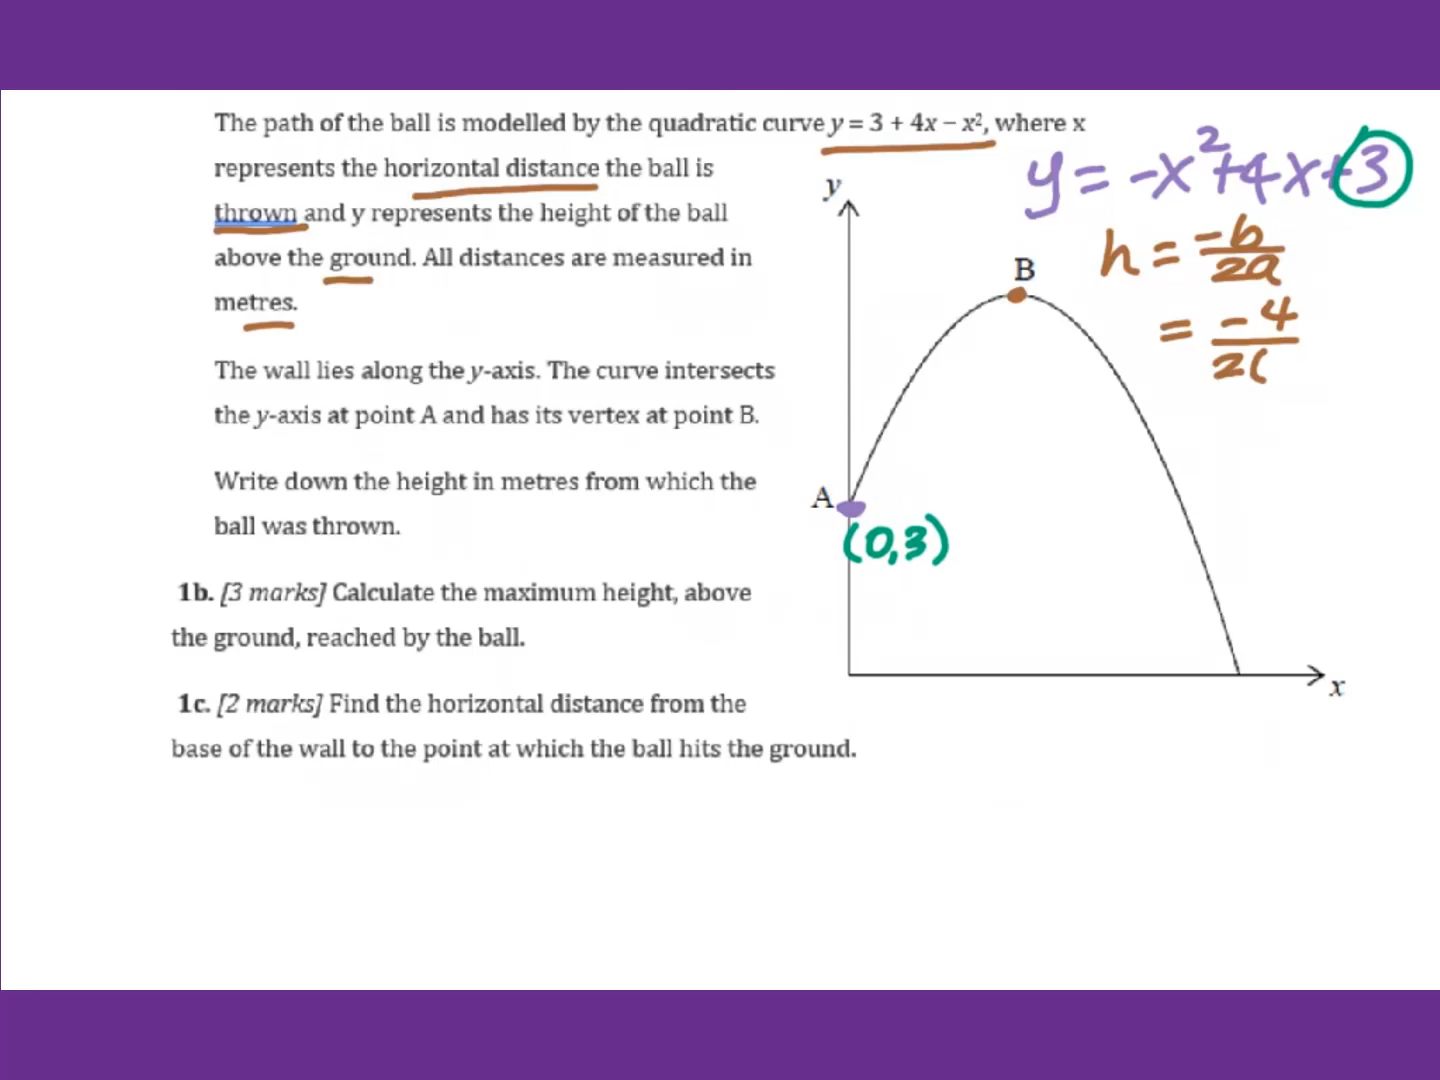 The path of the ball is modelled by the quadratic curve y = 3 + 4x − x², where x
represents the horizontal distance the ball is
thrown and y represents the height of the ball
above the ground. All distances are measured in
metres.
The wall lies along the y-axis. The curve intersects
the y-axis at point A and has its vertex at point B.
Write down the height in metres from which the
ball was thrown.
1b. [3 marks] Calculate the maximum height, above
the ground, reached by the ball.
1c. [2 marks] Find the horizontal distance from the
base of the wall to the point at which the ball hits the ground.
y
B
A
(0,3)
x
y = -x²+4x+3
h = -b/2a
= -4/2(